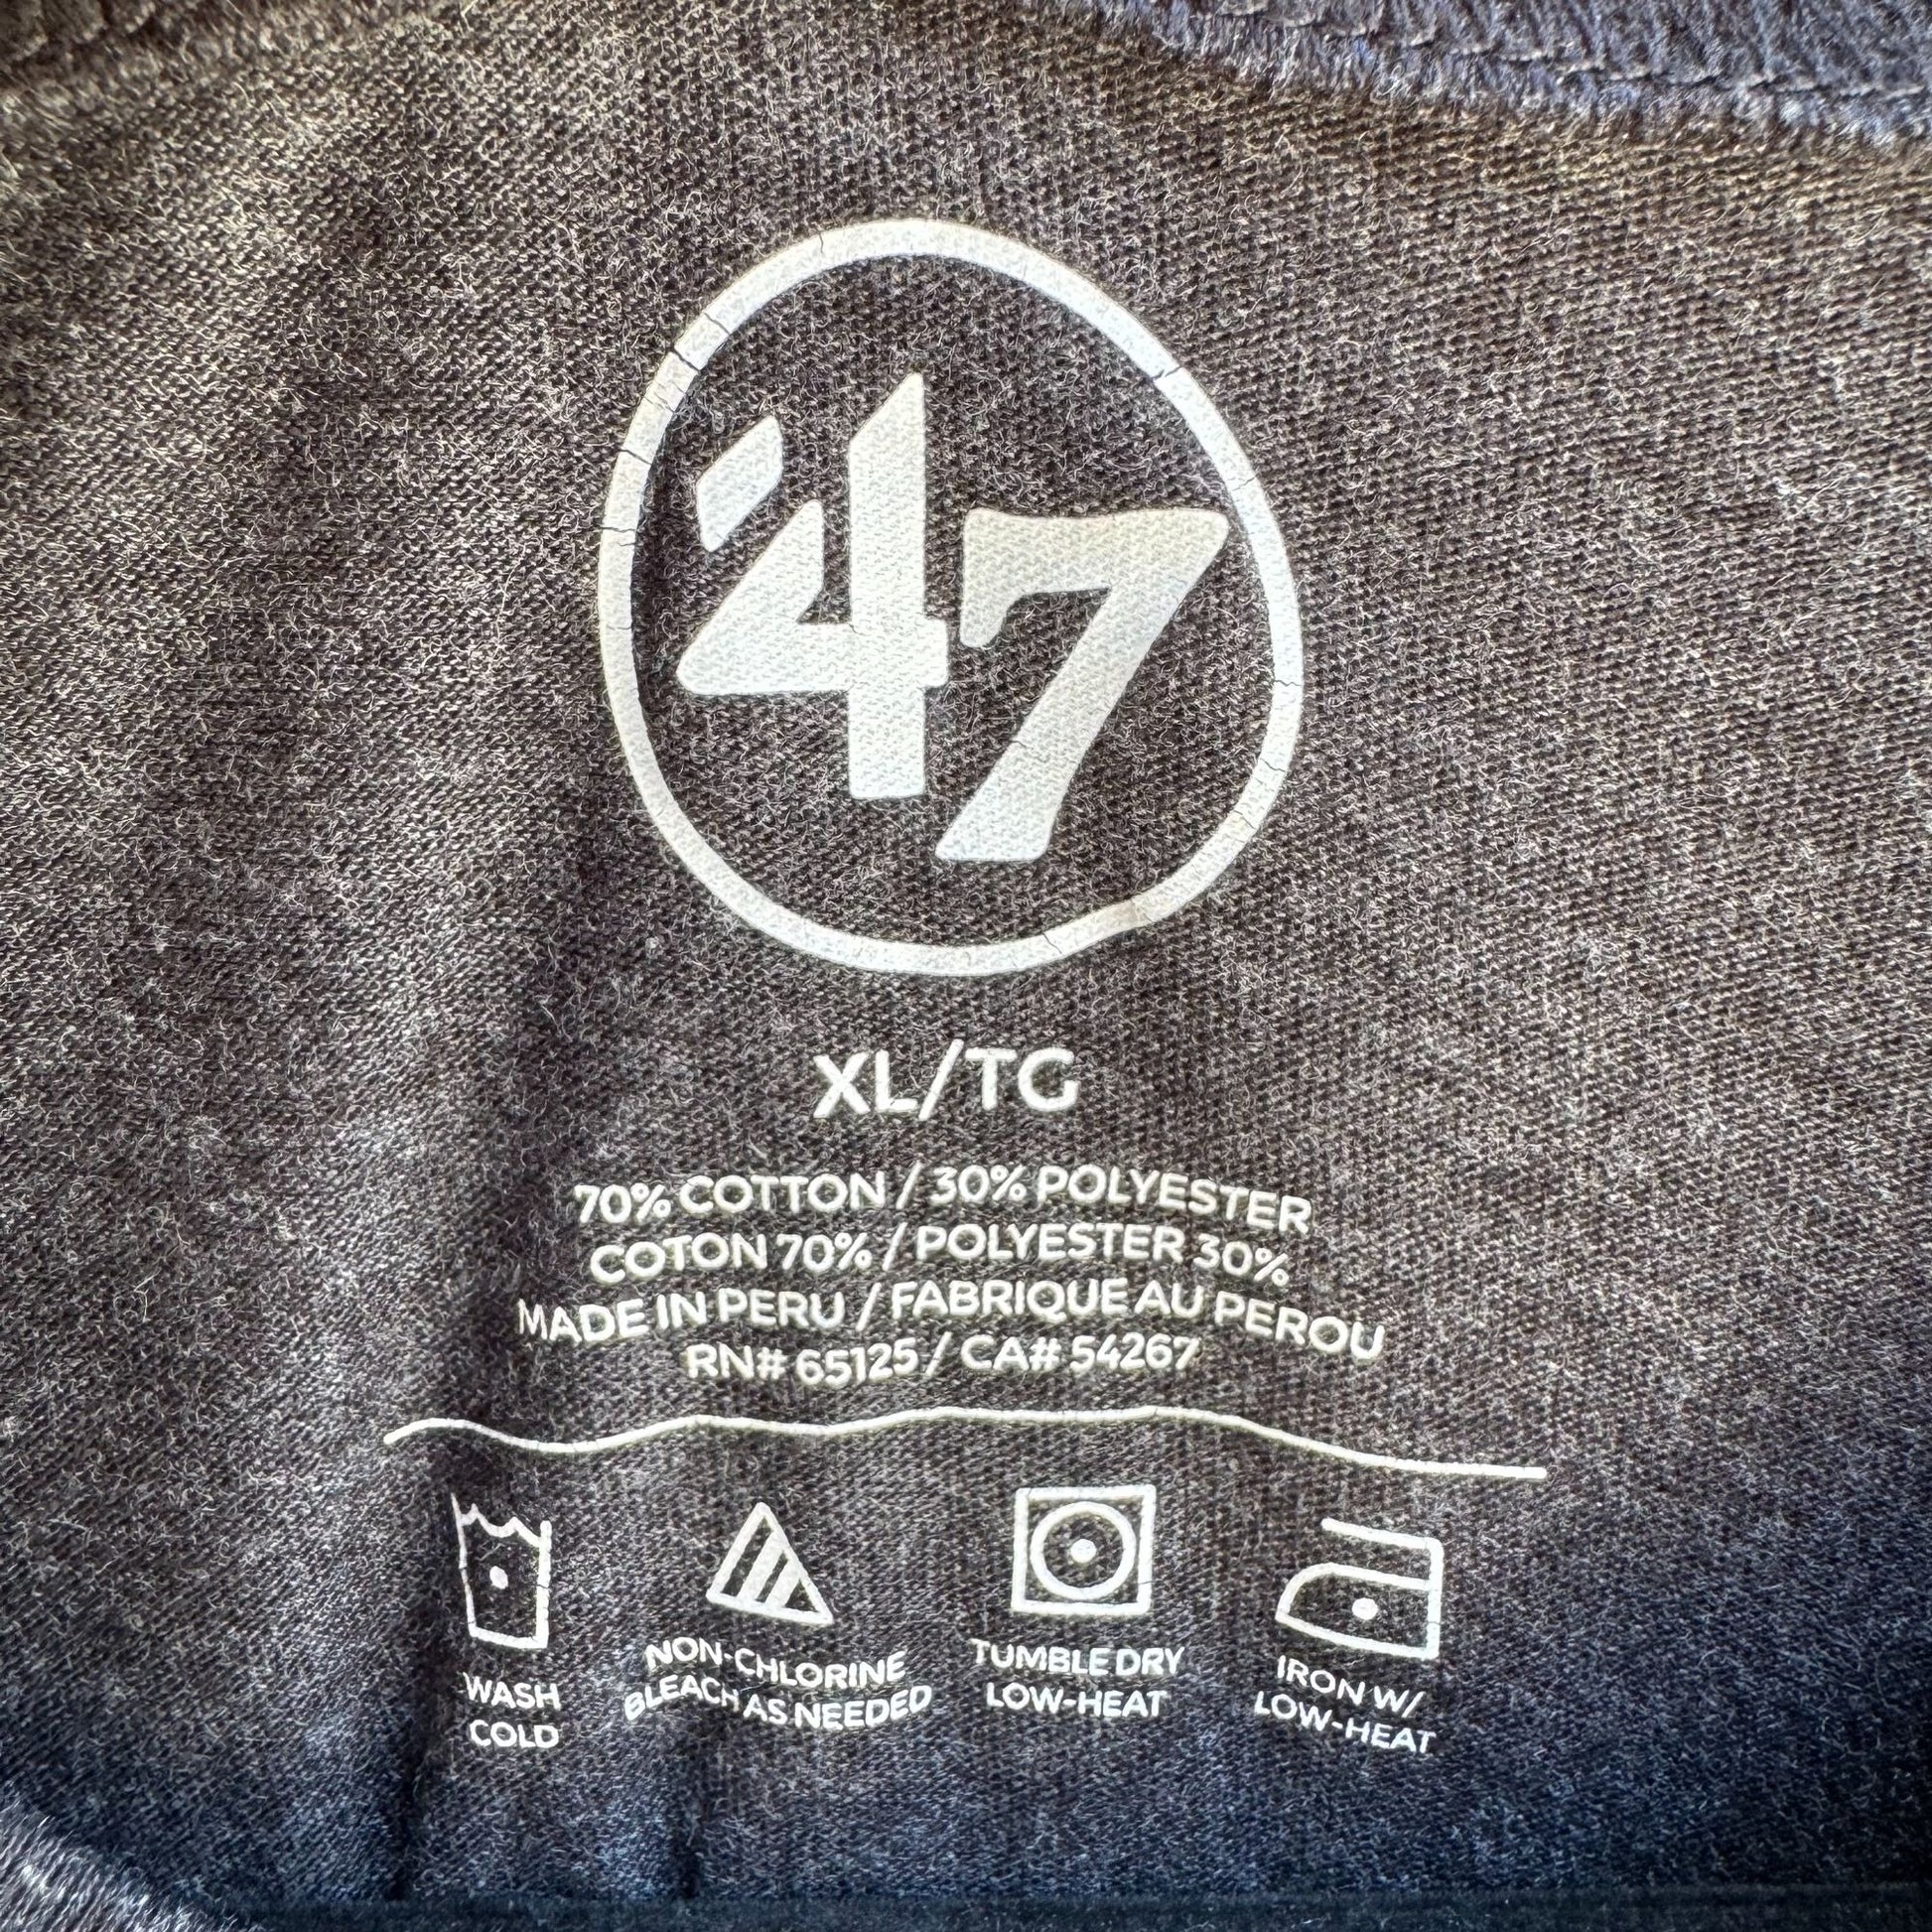 '47
XL/TG
70% COTTON / 30% POLYESTER
COTON 70% / POLYESTER 30%
MADE IN PERU / FABRIQUE AU PEROU
RN# 65125 / CA# 54267
WASH
COLD
NON-CHLORINE
BLEACH AS NEEDED
TUMBLE DRY
LOW-HEAT
IRON W/
LOW-HEAT